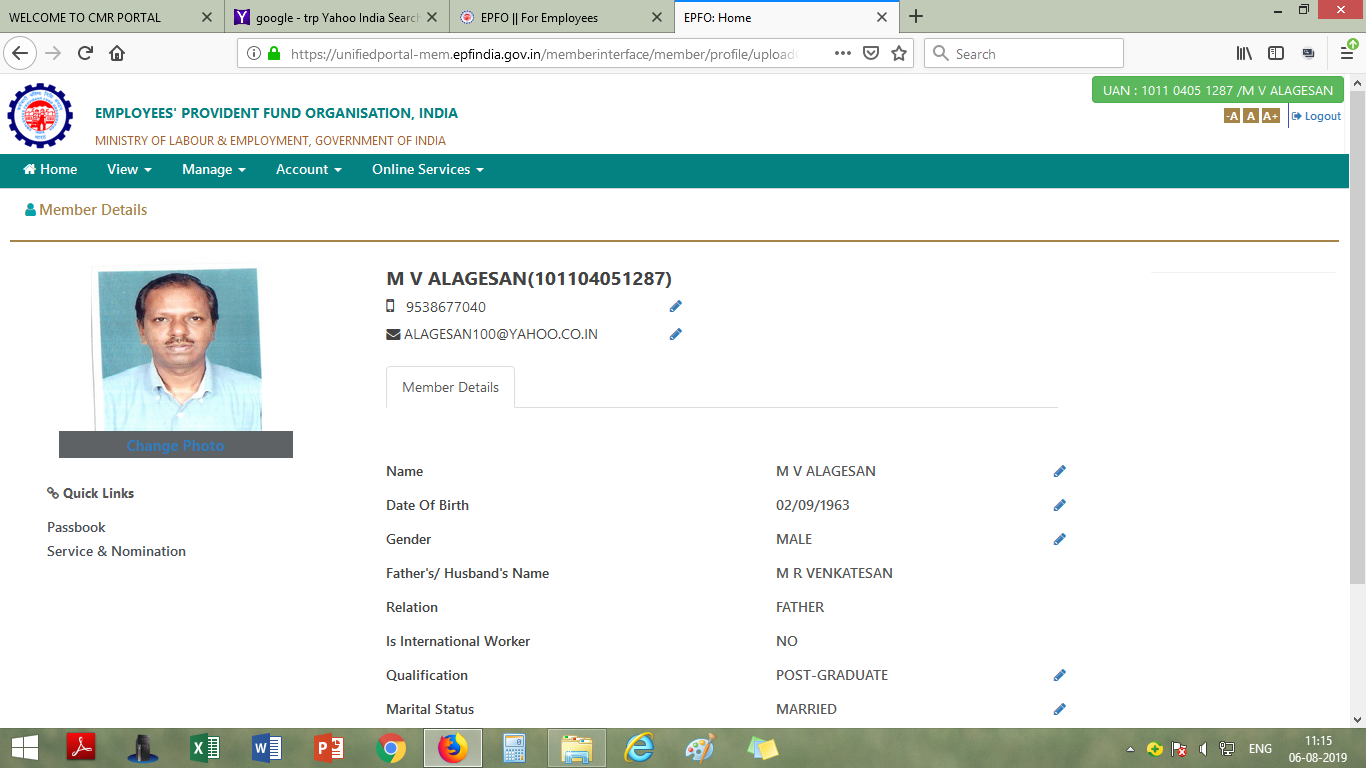 WELCOME TO CMR PORTAL
google - trp Yahoo India Search
EPFO || For Employees
EPFO: Home
https://unifiedportal-mem.epfindia.gov.in/memberinterface/member/profile/upload
Search
UAN : 1011 0405 1287 /M V ALAGESAN
EMPLOYEES' PROVIDENT FUND ORGANISATION, INDIA
-A A A+ Logout
MINISTRY OF LABOUR & EMPLOYMENT, GOVERNMENT OF INDIA
Home View Manage Account Online Services
Member Details
M V ALAGESAN(101104051287)
9538677040
ALAGESAN100@YAHOO.CO.IN
Member Details
Change Photo
Quick Links
Passbook
Service & Nomination
Name M V ALAGESAN
Date Of Birth 02/09/1963
Gender MALE
Father's/ Husband's Name M R VENKATESAN
Relation FATHER
Is International Worker NO
Qualification POST-GRADUATE
Marital Status MARRIED
ENG
11:15
06-08-2019